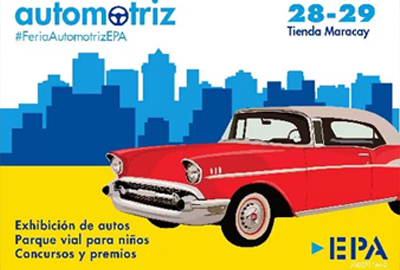 automotriz
#FeriaAutomotrizEPA
28-29
Tienda Maracay
Exhibición de autos
Parque vial para niños
Concursos y premios
EPA